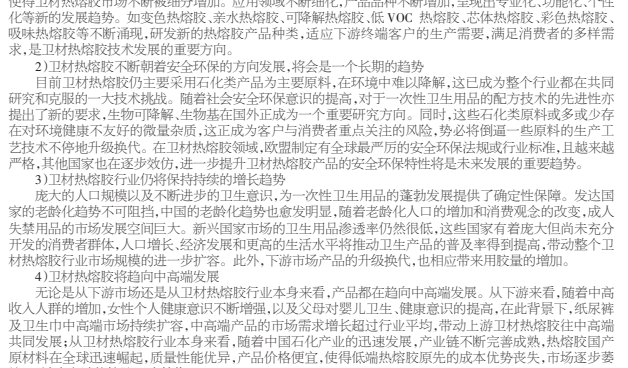 使得卫材热熔胶市场不断被细分增加。应用领域不断细化,产品品种不断增加,呈现出专业化、功能化、个性
化等新的发展趋势。如变色热熔胶、亲水热熔胶、可降解热熔胶、低 VOC 热熔胶、芯体热熔胶、彩色热熔胶、
吸味热熔胶等不断涌现,研发新的热熔胶产品种类,适应下游终端客户的生产需要,满足消费者的多样需
求,是卫材热熔胶技术发展的重要方向。
2)卫材热熔胶不断朝着安全环保的方向发展,将会是一个长期的趋势
目前卫材热熔胶仍主要采用石化类产品为主要原料,在环境中难以降解,这已成为整个行业都在共同
研究和克服的一大技术挑战。随着社会安全环保意识的提高,对于一次性卫生用品的配方技术的先进性亦
提出了新的要求,生物可降解、生物基在国外正成为一个重要研究方向。同时,这些石化类原料或多或少存
在对环境健康不友好的微量杂质,这正成为客户与消费者重点关注的风险,势必将倒逼一些原料的生产工
艺技术不停地升级换代。在卫材热熔胶领域,欧盟制定有全球最严厉的安全环保法规或行业标准,且越来越
严格,其他国家也在逐步效仿,进一步提升卫材热熔胶产品的安全环保特性将是未来发展的重要趋势。
3)卫材热熔胶行业仍将保持持续的增长趋势
庞大的人口规模以及不断进步的卫生意识,为一次性卫生用品的蓬勃发展提供了确定性保障。发达国
家的老龄化趋势不可阻挡,中国的老龄化趋势也愈发明显,随着老龄化人口的增加和消费观念的改变,成人
失禁用品的市场发展空间巨大。新兴国家市场的卫生用品渗透率仍然很低,这些国家有着庞大但尚未充分
开发的消费者群体,人口增长、经济发展和更高的生活水平将推动卫生产品的普及率得到提高,带动整个卫
材热熔胶行业市场规模的进一步扩容。此外,下游市场产品的升级换代,也相应带来用胶量的增加。
4)卫材热熔胶将趋向中高端发展
无论是从下游市场还是从卫材热熔胶行业本身来看,产品都在趋向中高端发展。从下游来看,随着中高
收入人群的增加,女性个人健康意识不断增强,以及父母对婴儿卫生、健康意识的提高,在此背景下,纸尿裤
及卫生巾中高端市场持续扩容,中高端产品的市场需求增长超过行业平均,带动上游卫材热熔胶往中高端
共同发展;从卫材热熔胶行业本身来看,随着中国石化产业的迅速发展,产业链不断完善成熟,热熔胶国产
原材料在全球迅速崛起,质量性能优异,产品价格便宜,使得低端热熔胶原先的成本优势丧失,市场逐步萎